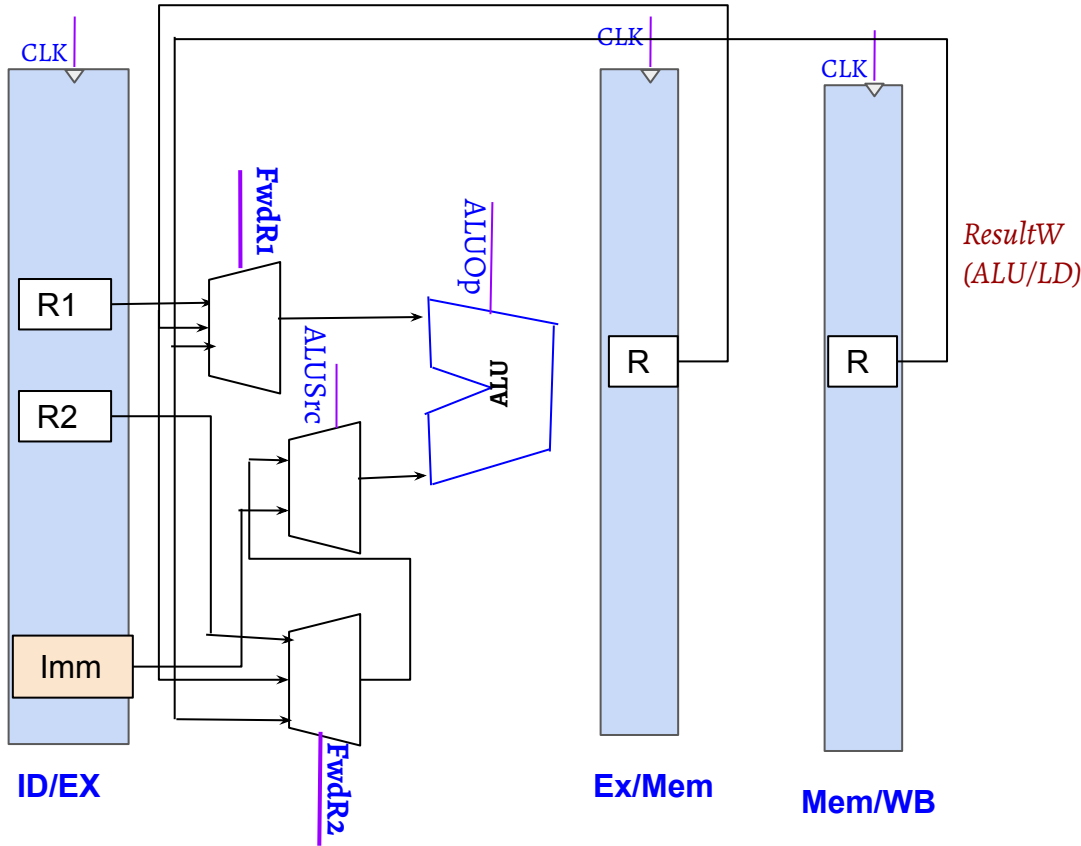 CLK
CLK
CLK
FwdR1
ALUOp
ResultW
(ALU/LD)
R1
ALUSrc
ALU
R
R
R2
Imm
FwdR2
ID/EX
Ex/Mem
Mem/WB